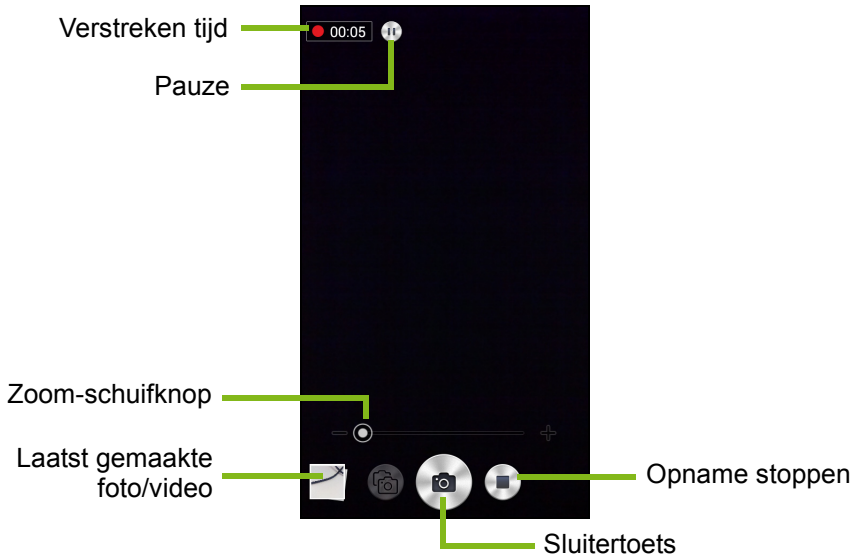 Verstreken tijd
00:05
Pauze
Zoom-schuifknop
Laatst gemaakte
foto/video
Opname stoppen
Sluitertoets